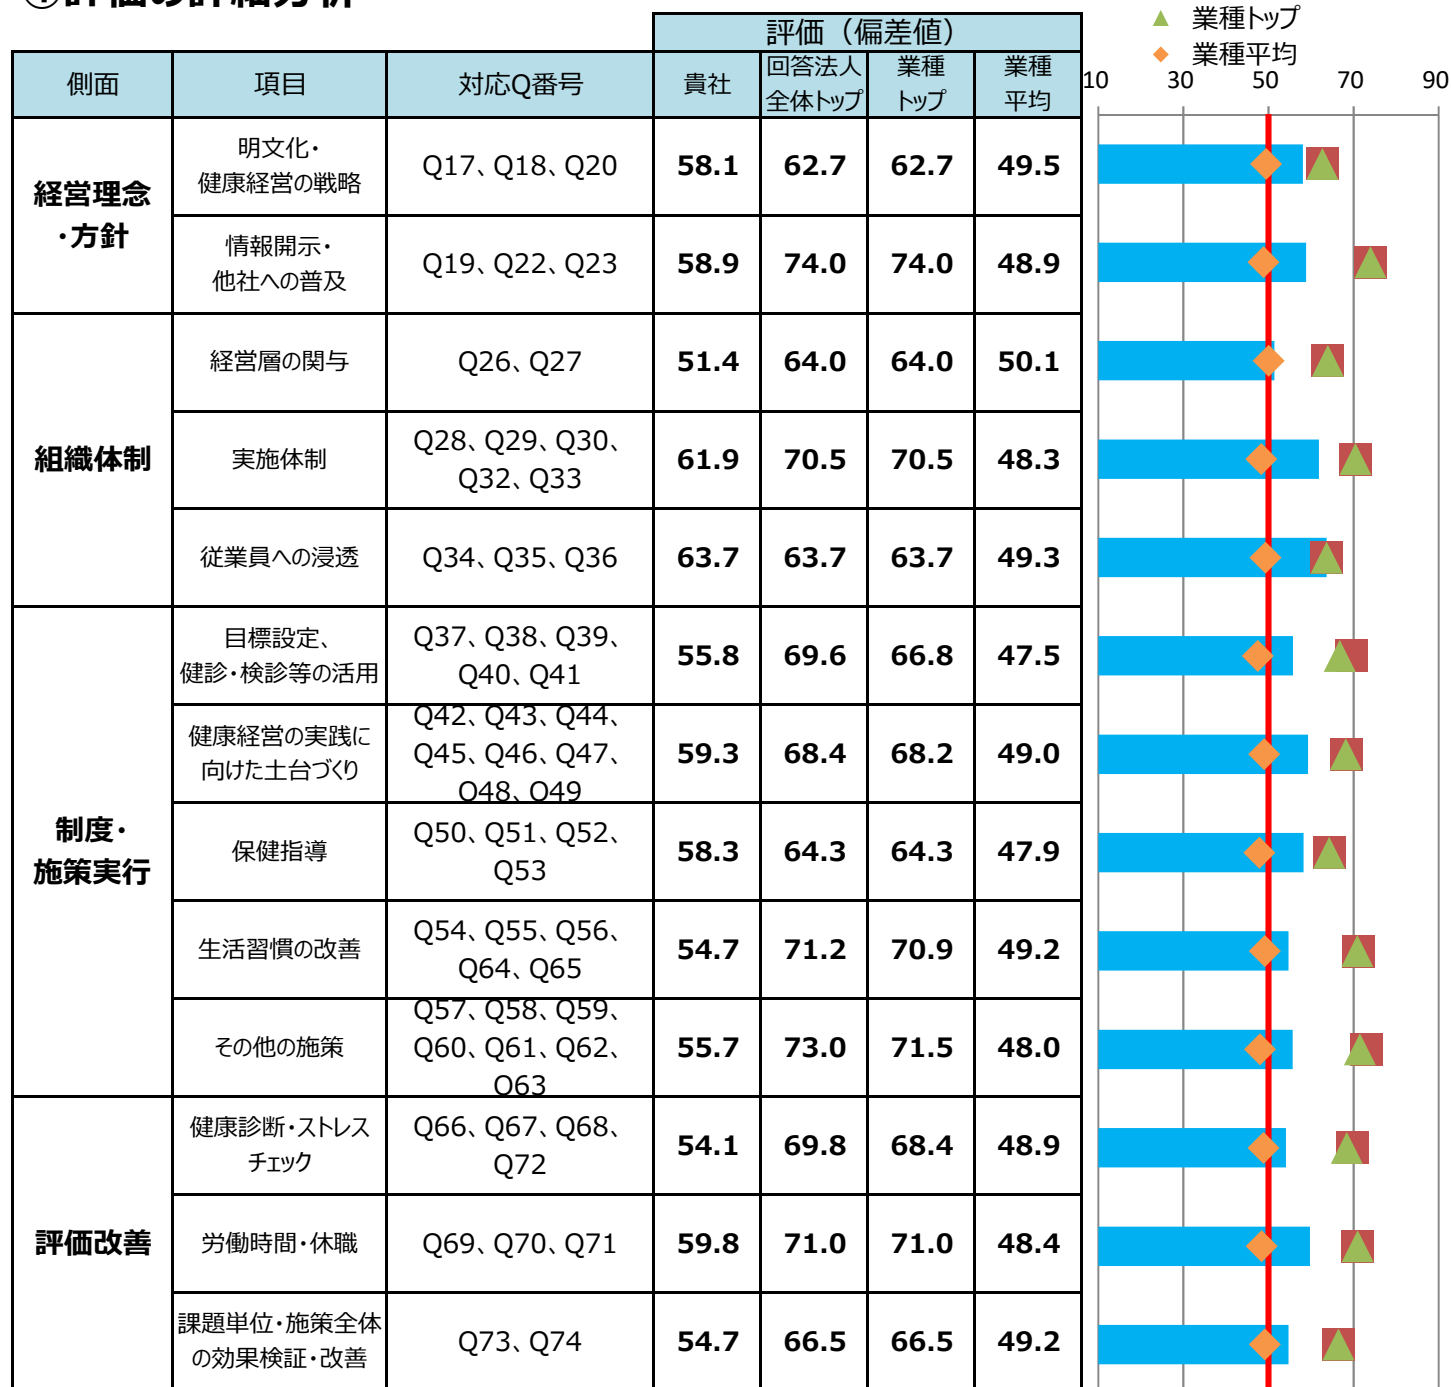 ①評価の詳細分析
▲ 業種トップ
◆ 業種平均
評価（偏差値）
側面 項目 対応Q番号 貴社 回答法人 業種 業種
全体トップ トップ 平均
10 30 50 70 90
経営理念
・方針
明文化・
健康経営の戦略
Q17、Q18、Q20 58.1 62.7 62.7 49.5
情報開示・
他社への普及
Q19、Q22、Q23 58.9 74.0 74.0 48.9
組織体制
経営層の関与 Q26、Q27 51.4 64.0 64.0 50.1
実施体制
Q28、Q29、Q30、
Q32、Q33
61.9 70.5 70.5 48.3
従業員への浸透 Q34、Q35、Q36 63.7 63.7 63.7 49.3
制度・
施策実行
目標設定、
健診・検診等の活用
Q37、Q38、Q39、
Q40、Q41
55.8 69.6 66.8 47.5
健康経営の実践に
向けた土台づくり
Q42、Q43、Q44、
Q45、Q46、Q47、
Q48、Q49
59.3 68.4 68.2 49.0
保健指導
Q50、Q51、Q52、
Q53
58.3 64.3 64.3 47.9
生活習慣の改善
Q54、Q55、Q56、
Q64、Q65
54.7 71.2 70.9 49.2
その他の施策
Q57、Q58、Q59、
Q60、Q61、Q62、
Q63
55.7 73.0 71.5 48.0
評価改善
健康診断・ストレス
チェック
Q66、Q67、Q68、
Q72
54.1 69.8 68.4 48.9
労働時間・休職 Q69、Q70、Q71 59.8 71.0 71.0 48.4
課題単位・施策全体
の効果検証・改善
Q73、Q74 54.7 66.5 66.5 49.2